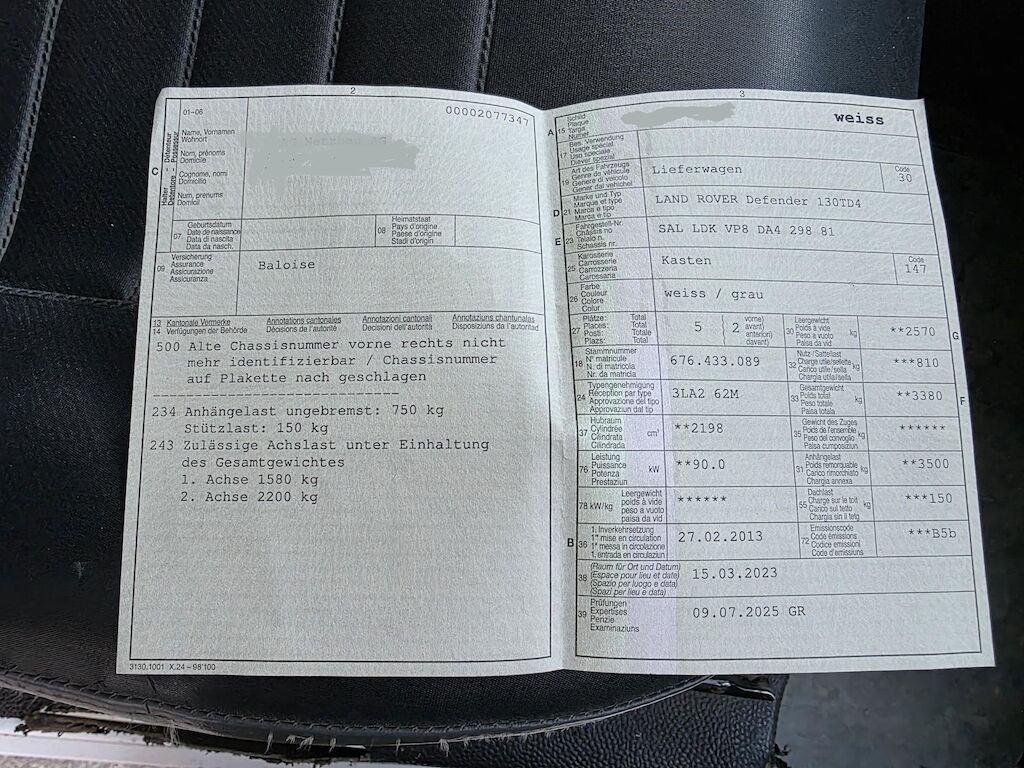 2
01–06
00002077347
C
Halter
Détenteur
Detentore
Possessur
Name, Vornamen
Wohnort
Nom, prénoms
Domicile
Cognome, nomi
Domicilio
Num, prenums
Domicil
07
Geburtsdatum
Date de naissance
Data di nascita
Data da nasch.
08
Heimatstaat
Pays d'origine
Paese d'origine
Stadi d'origin
09
Versicherung
Assurance
Assicurazione
Assicuranza
Baloise
13 Kantonale Vermerke Annotations cantonales Annotazioni cantonali Annotaziuns chantunalas
14 Verfügungen der Behörde Décisions de l'autorité Decisioni dell'autorità Disposiziuns da l'autoritad
500 Alte Chassisnummer vorne rechts nicht
mehr identifizierbar / Chassisnummer
auf Plakette nach geschlagen
--------------------------------
234 Anhängelast ungebremst: 750 kg
Stützlast: 150 kg
243 Zulässige Achslast unter Einhaltung
des Gesamtgewichtes
1. Achse 1580 kg
2. Achse 2200 kg
3130.1001 X.24 – 98'100
3
A 15
Schild
Plaque
Targa
Numer
weiss
17
Bes. Verwendung
Usage spécial
Uso speciale
Diever spezial
19
Art des Fahrzeugs
Genre de véhicule
Genere di veicolo
Gener dal vehichel
Lieferwagen
Code
30
D 21
Marke und Typ
Marque et type
Marca e tipo
Marca e tip
LAND ROVER Defender 130TD4
E 23
Fahrgestell-Nr.
Châssis no
Telaio n.
Schassis nr.
SAL LDK VP8 DA4 298 81
25
Karosserie
Carrosserie
Carrozzeria
Carossaria
Kasten
Code
147
26
Farbe
Couleur
Colore
Colur
weiss / grau
27
Plätze: Total
Places: Total
Posti: Totale
Plazs: Total
5
(2
vorne)
avant)
anteriori)
davant)
30
Leergewicht
Poids à vide
Peso a vuoto
Paisa da vid
kg
**2570
G
18
Stammnummer
N° matricule
N. di matricola
Nr. da matricla
676.433.089
32
Nutz-/Sattellast
Charge utile/sellette
Carico utile/sella
Chargia utila/sella
kg
***810
24
Typengenehmigung
Réception par type
Approvazione del tipo
Approvaziun dal tip
3LA2 62M
33
Gesamtgewicht
Poids total
Peso totale
Paisa totala
kg
**3380
F
37
Hubraum
Cylindrée
Cilindrata
Cilindrada
cm³
**2198
35
Gewicht des Zuges
Poids de l'ensemble
Peso del convoglio
Paisa cumposiziun
kg
******
76
Leistung
Puissance
Potenza
Prestaziun
kW
**90.0
31
Anhängelast
Poids remorquable
Carico rimorchiato
Chargia annexa
kg
**3500
78 kW/kg
Leergewicht
poids à vide
peso a vuoto
paisa da vid
******
55
Dachlast
Charge sur le toit
Carico sul tetto
Chargia sin il tetg
kg
***150
B 36
1. Inverkehrsetzung
1re mise en circulation
1a messa in circolazione
1. entrada en circulaziun
27.02.2013
72
Emissionscode
Code émissions
Codice emissioni
Code d'emissiuns
***B5b
38
(Raum für Ort und Datum)
(Espace pour lieu et date)
(Spazio per luogo e data)
(Spazi per lieu e data)
15.03.2023
39
Prüfungen
Expertises
Perizie
Examinaziuns
09.07.2025 GR